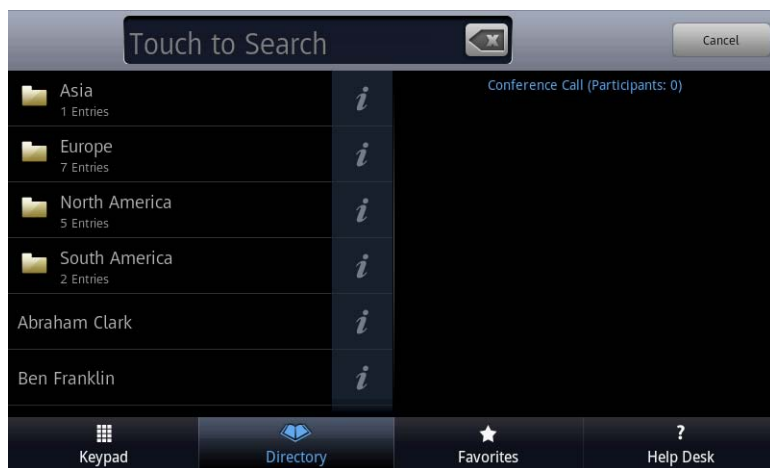 Touch to Search
Cancel
Asia
1 Entries
Europe
7 Entries
North America
5 Entries
South America
2 Entries
Abraham Clark
Ben Franklin
Conference Call (Participants: 0)
Keypad
Directory
Favorites
Help Desk